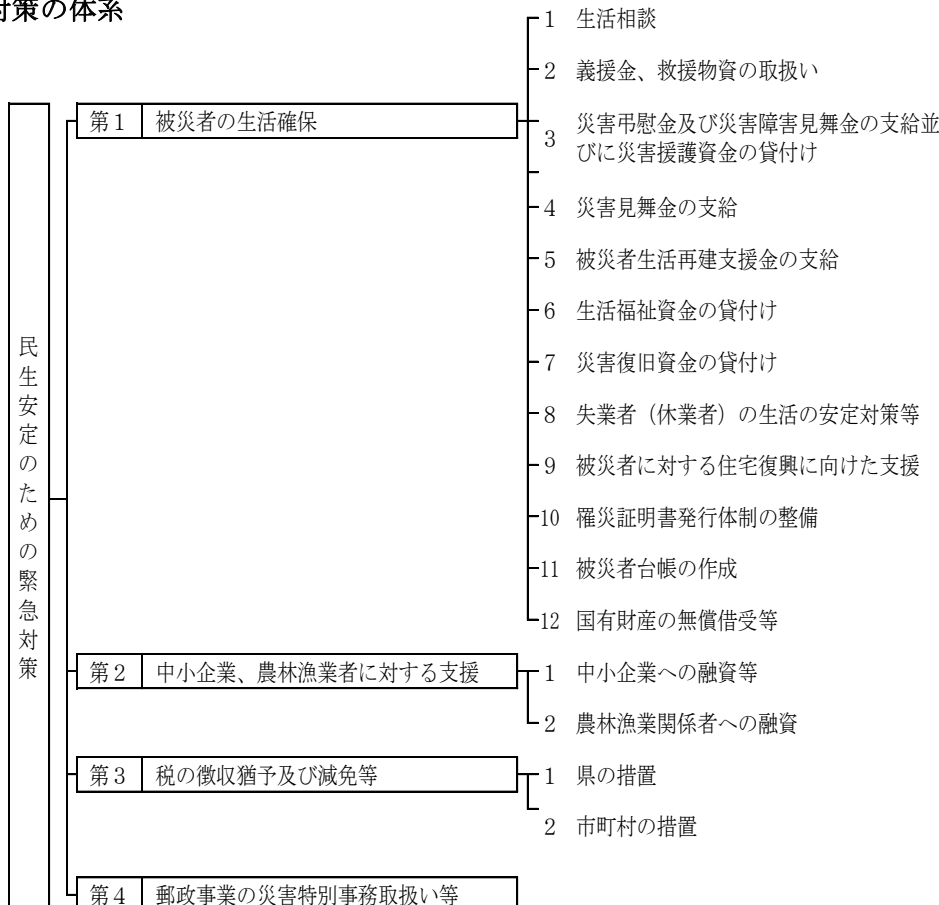 対策の体系
民生安定のための緊急対策
第1 被災者の生活確保
1 生活相談
2 義援金、救援物資の取扱い
3 災害弔慰金及び災害障害見舞金の支給並
びに災害援護資金の貸付け
4 災害見舞金の支給
5 被災者生活再建支援金の支給
6 生活福祉資金の貸付け
7 災害復旧資金の貸付け
8 失業者（休業者）の生活の安定対策等
9 被災者に対する住宅復興に向けた支援
10 罹災証明書発行体制の整備
11 被災者台帳の作成
12 国有財産の無償借受等
第2 中小企業、農林漁業者に対する支援
1 中小企業への融資等
2 農林漁業関係者への融資
第3 税の徴収猶予及び減免等
1 県の措置
2 市町村の措置
第4 郵政事業の災害特別事務取扱い等